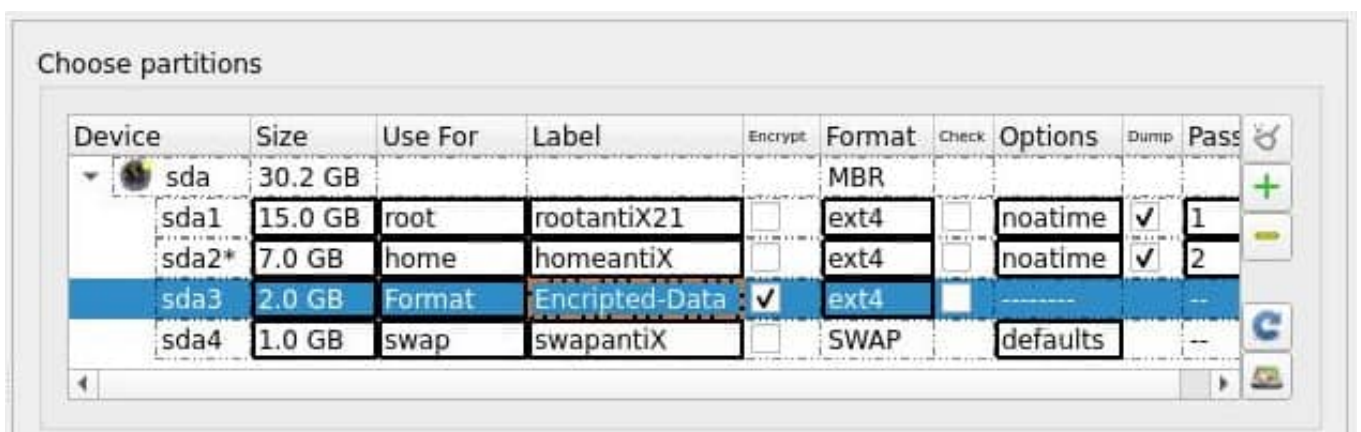 Choose partitions
Device Size Use For Label Encrypt Format Check Options Dump Pass
sda 30.2 GB MBR
sda1 15.0 GB root rootantiX21 ext4 noatime 1
sda2* 7.0 GB home homeantiX ext4 noatime 2
sda3 2.0 GB Format Encripted-Data ext4 -------- --
sda4 1.0 GB swap swapantiX SWAP defaults --